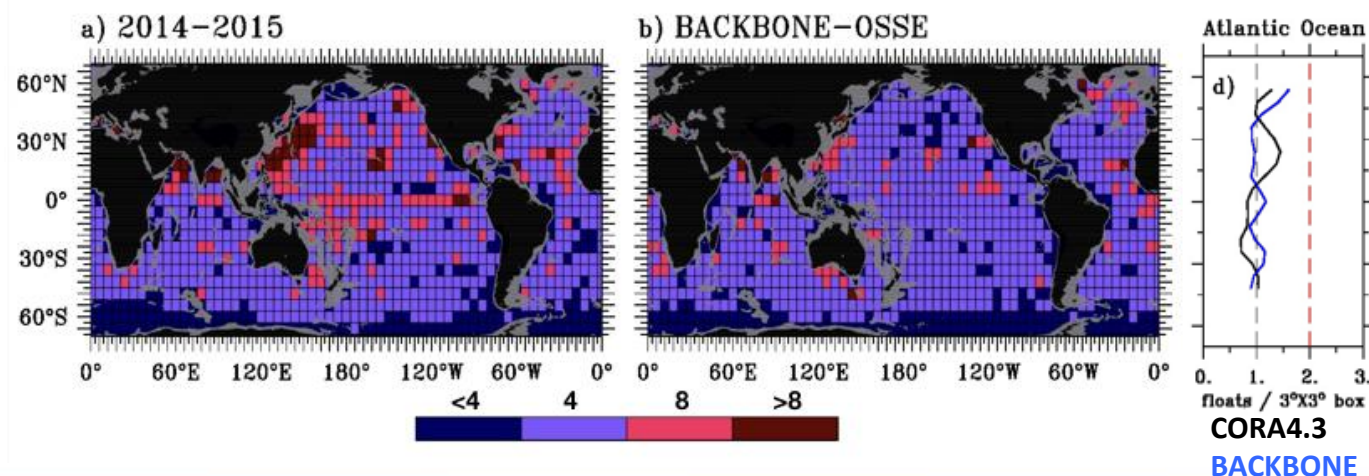 a) 2014-2015
b) BACKBONE-OSSE
Atlantic Ocean
d)
60°N
30°N
0°
30°S
60°S
0° 60°E 120°E 180° 120°W 60°W 0°
0° 60°E 120°E 180° 120°W 60°W 0°
0. 1. 2. 3.
floats / 3°X3° box
<4 4 8 >8
CORA4.3
BACKBONE